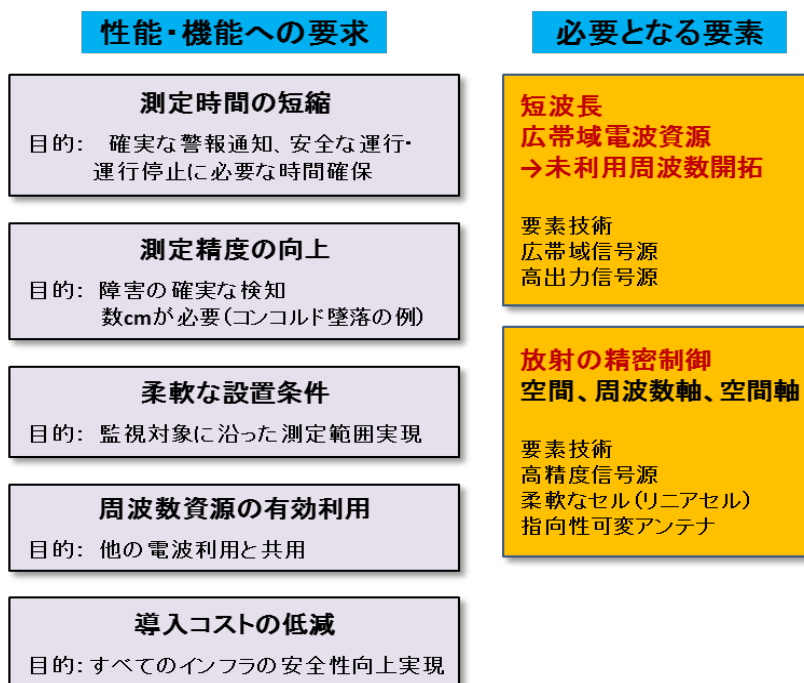 性能・機能への要求
測定時間の短縮
目的: 確実な警報通知、安全な運行・
運行停止に必要な時間確保
測定精度の向上
目的: 障害の確実な検知
数cmが必要(コンコルド墜落の例)
柔軟な設置条件
目的: 監視対象に沿った測定範囲実現
周波数資源の有効利用
目的: 他の電波利用と共用
導入コストの低減
目的:すべてのインフラの安全性向上実現
必要となる要素
短波長
広帯域電波資源
→未利用周波数開拓
要素技術
広帯域信号源
高出力信号源
放射の精密制御
空間、周波数軸、空間軸
要素技術
高精度信号源
柔軟なセル(リニアセル)
指向性可変アンテナ